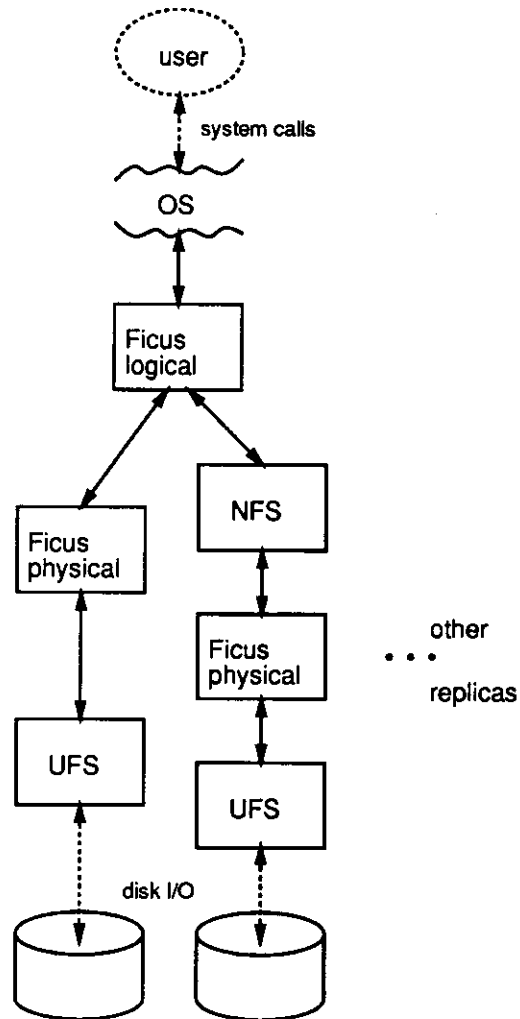 user
system calls
OS
Ficus
logical
NFS
Ficus
physical
Ficus
physical
• • •
other
replicas
UFS
UFS
disk I/O